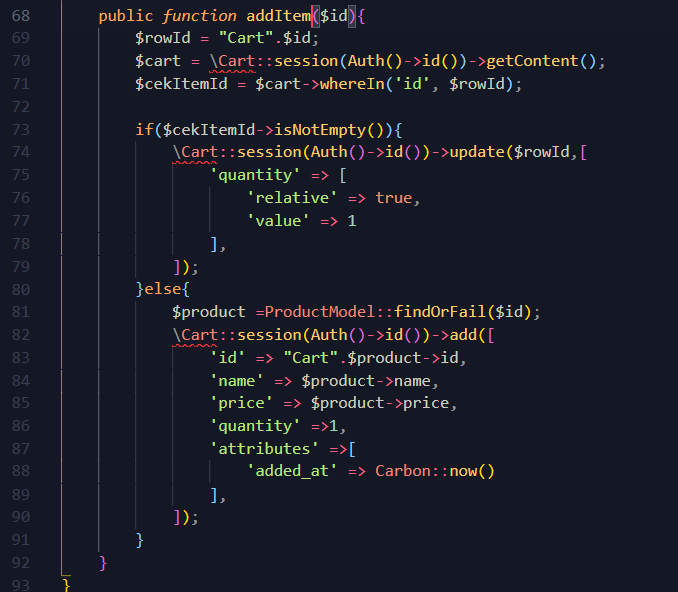 68 public function addItem($id){
69 $rowId = "Cart".$id;
70 $cart = \Cart::session(Auth()->id())->getContent();
71 $cekItemId = $cart->whereIn('id', $rowId);
72
73 if($cekItemId->isNotEmpty()){
74 \Cart::session(Auth()->id())->update($rowId,[
75 'quantity' => [
76 'relative' => true,
77 'value' => 1
78 ],
79 ]);
80 }else{
81 $product =ProductModel::findOrFail($id);
82 \Cart::session(Auth()->id())->add([
83 'id' => "Cart".$product->id,
84 'name' => $product->name,
85 'price' => $product->price,
86 'quantity' =>1,
87 'attributes' =>[
88 'added_at' => Carbon::now()
89 ],
90 ]);
91 }
92 }
93 }